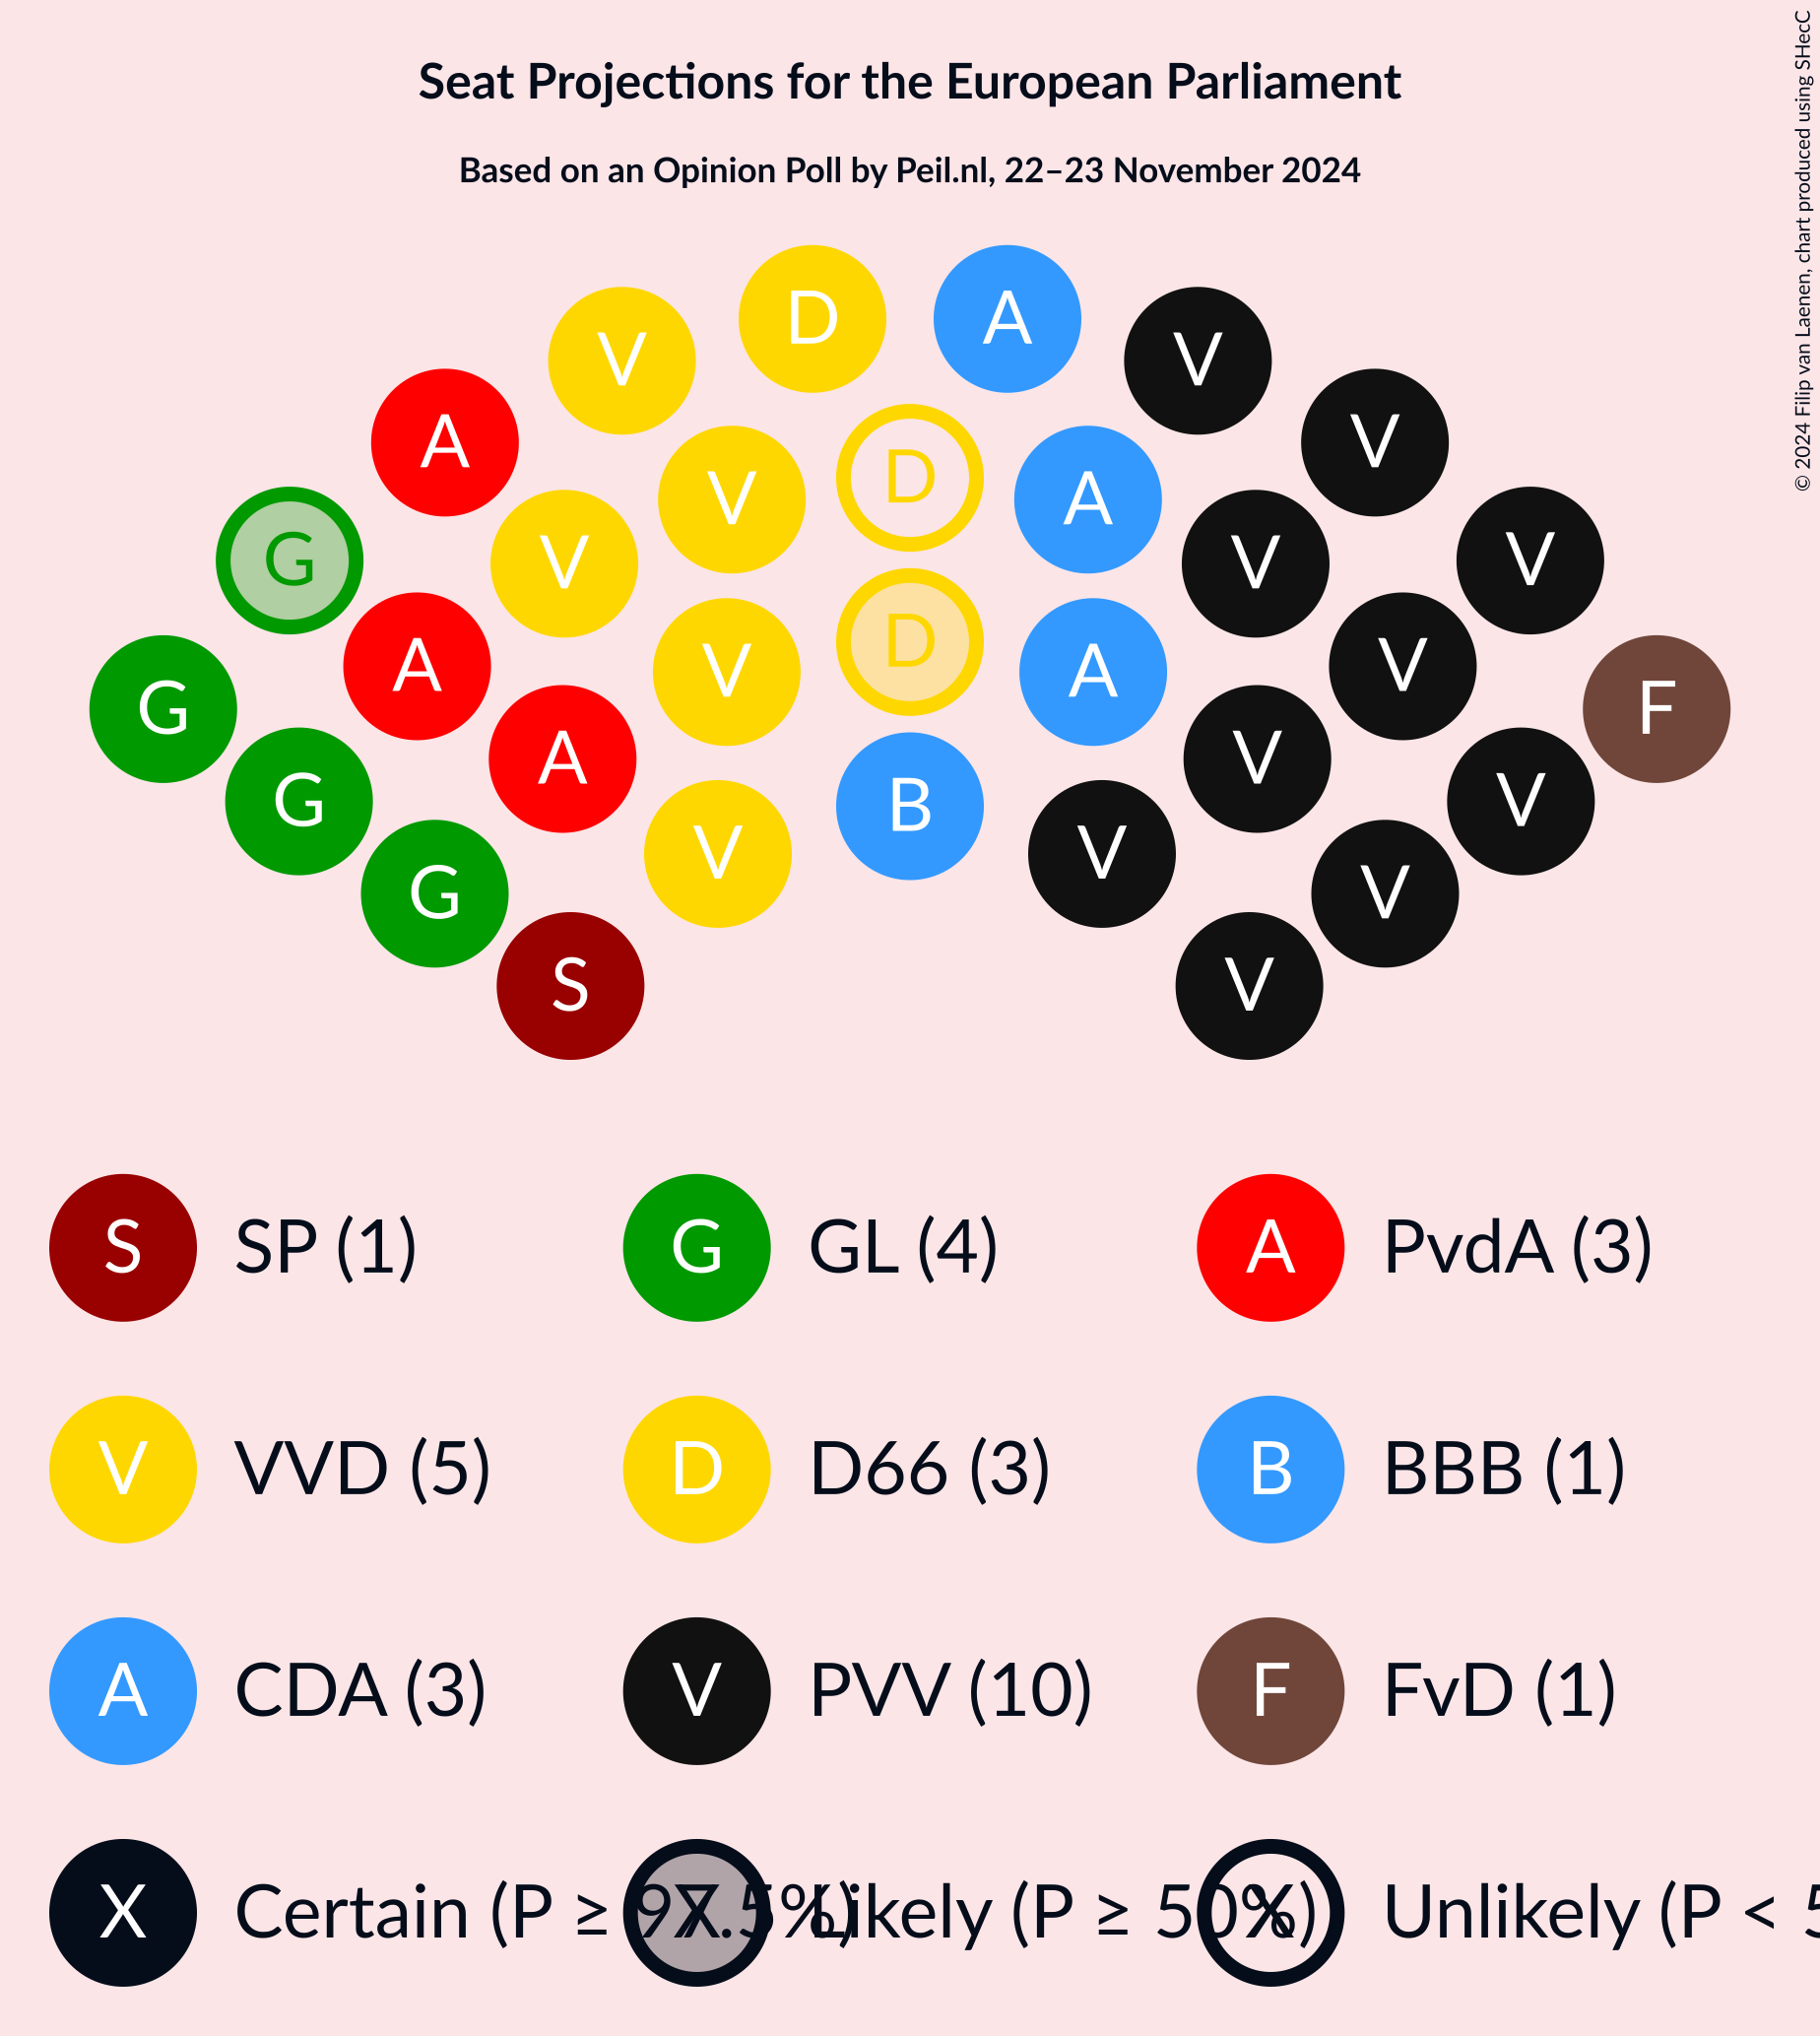 Seat Projections for the European Parliament
Based on an Opinion Poll by Peil.nl, 22–23 November 2024
© 2024 Filip van Laenen, chart produced using SHecC
D A
V V
A V
D
V A
G V V V
D
A V A V
G F
A V
G B V
V V
G V
S V
S SP (1) G GL (4) A PvdA (3)
V VVD (5) D D66 (3) B BBB (1)
A CDA (3) V PVV (10) F FvD (1)
X Certain (P ≥ 97.5%) X Likely (P ≥ 50%) X Unlikely (P < 5